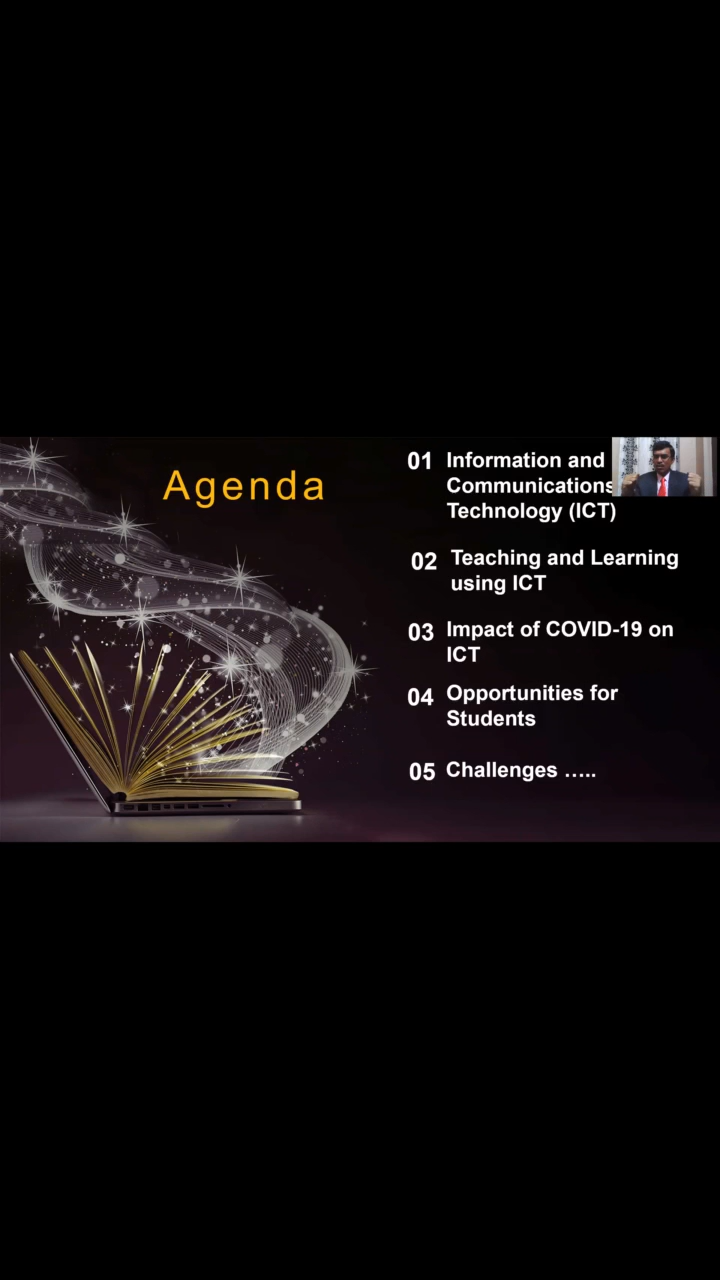 Agenda
01 Information and
Communications
Technology (ICT)
02 Teaching and Learning
using ICT
03 Impact of COVID-19 on
ICT
04 Opportunities for
Students
05 Challenges …..